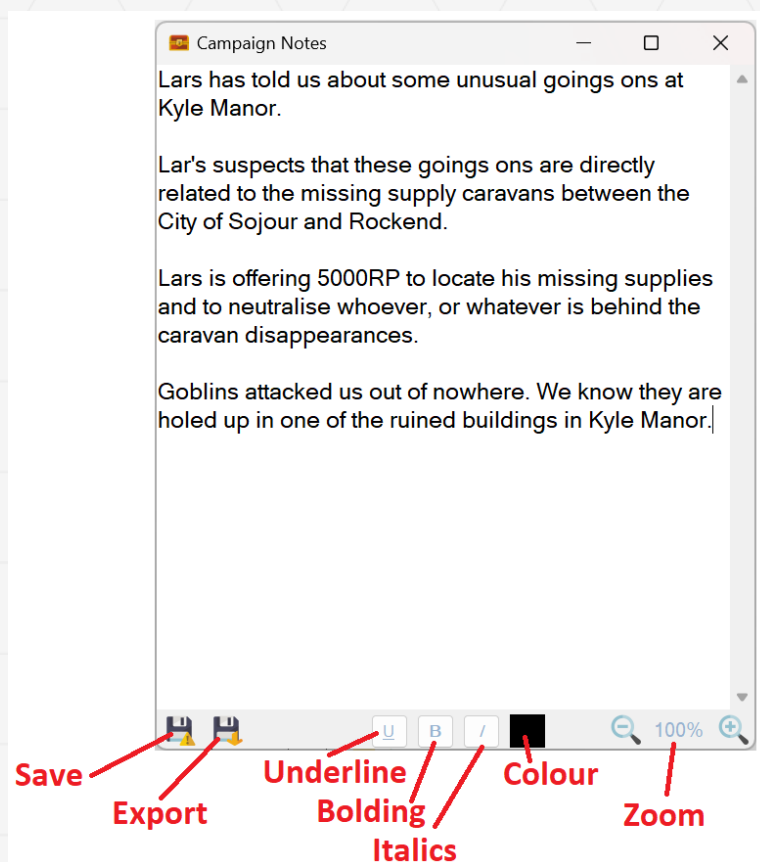 Campaign Notes
Lars has told us about some unusual goings ons at
Kyle Manor.
Lar's suspects that these goings ons are directly
related to the missing supply caravans between the
City of Sojour and Rockend.
Lars is offering 5000RP to locate his missing supplies
and to neutralise whoever, or whatever is behind the
caravan disappearances.
Goblins attacked us out of nowhere. We know they are
holed up in one of the ruined buildings in Kyle Manor.
U B I 100%
Save Underline Colour
Export Bolding Zoom
Italics